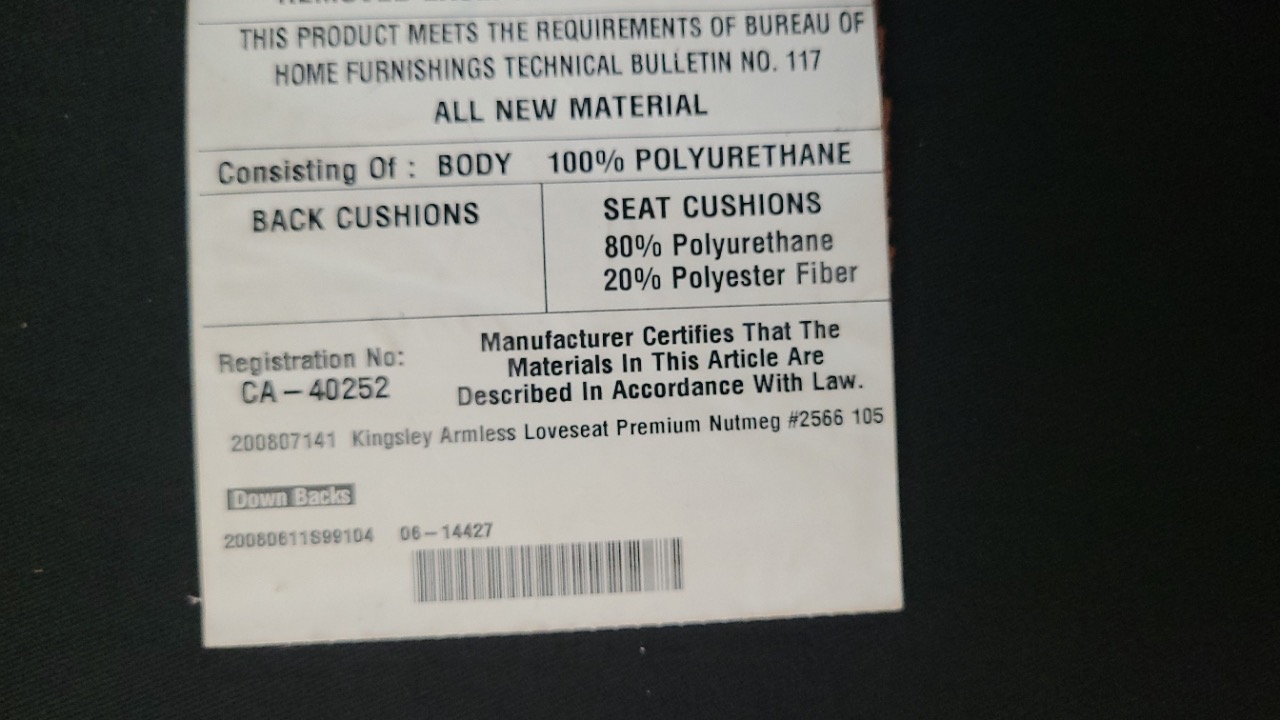 THIS PRODUCT MEETS THE REQUIREMENTS OF BUREAU OF
HOME FURNISHINGS TECHNICAL BULLETIN NO. 117
ALL NEW MATERIAL
Consisting Of : BODY 100% POLYURETHANE
BACK CUSHIONS
SEAT CUSHIONS
80% Polyurethane
20% Polyester Fiber
Registration No:
CA – 40252
Manufacturer Certifies That The
Materials In This Article Are
Described In Accordance With Law.
200807141 Kingsley Armless Loveseat Premium Nutmeg #2566 105
Down Backs
20080611S99104 06–14427